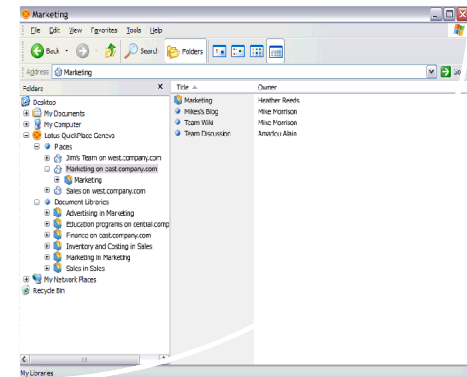 Marketing
File Edit View Favorites Tools Help
Back Search Folders
Address Marketing Go
Folders X Title Owner
Desktop
My Documents
My Computer
Lotus QuickPlace Geneva
Places
Jim's Team on west.company.com
Marketing on east.company.com
Marketing
Sales on west.company.com
Document Libraries
Advertising in Marketing
Education programs on central.comp
Finance on east.company.com
Inventory and Costing in Sales
Marketing in Marketing
Sales in Sales
My Network Places
Recycle Bin
Marketing Heather Reeds
Mikes's Blog Mike Morrison
Team Wiki Mike Morrison
Team Discussion Amadou Alain
My Libraries